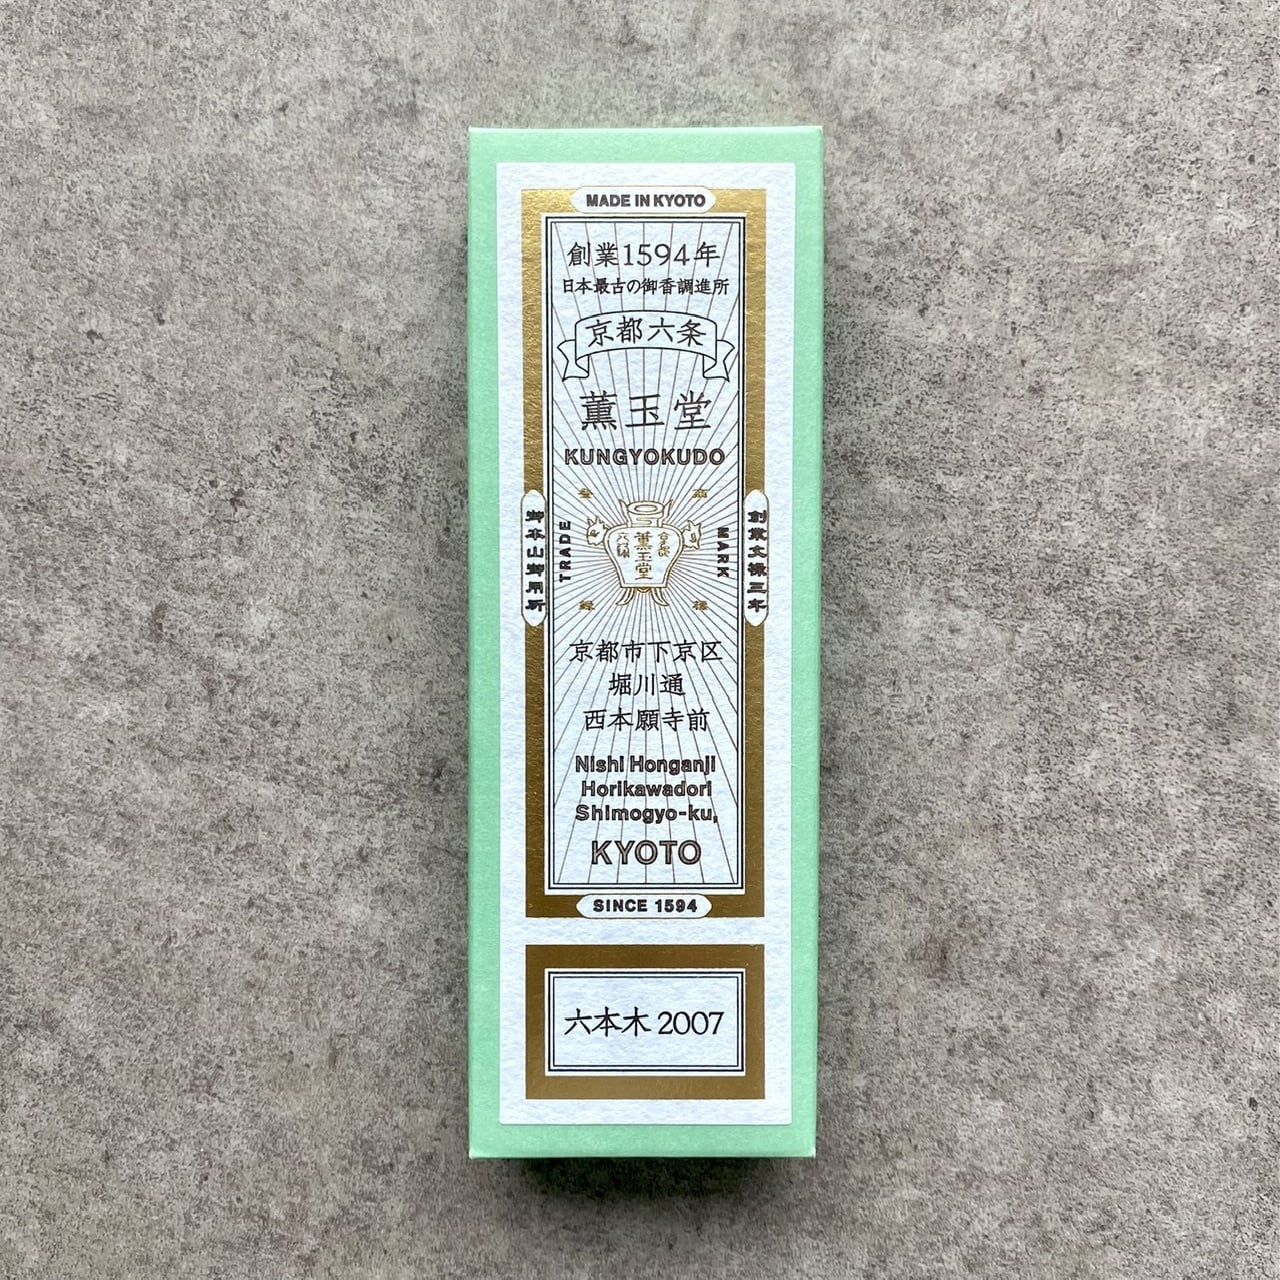 MADE IN KYOTO
創業1594年
日本最古の御香調進所
京都六条
薫玉堂
KUNGYOKUDO
御本山御用所
TRADE
薫玉堂
MARK
創業文禄三年
京都市下京区
堀川通
西本願寺前
Nishi Honganji
Horikawadori
Shimogyo-ku,
KYOTO
SINCE 1594
六本木 2007